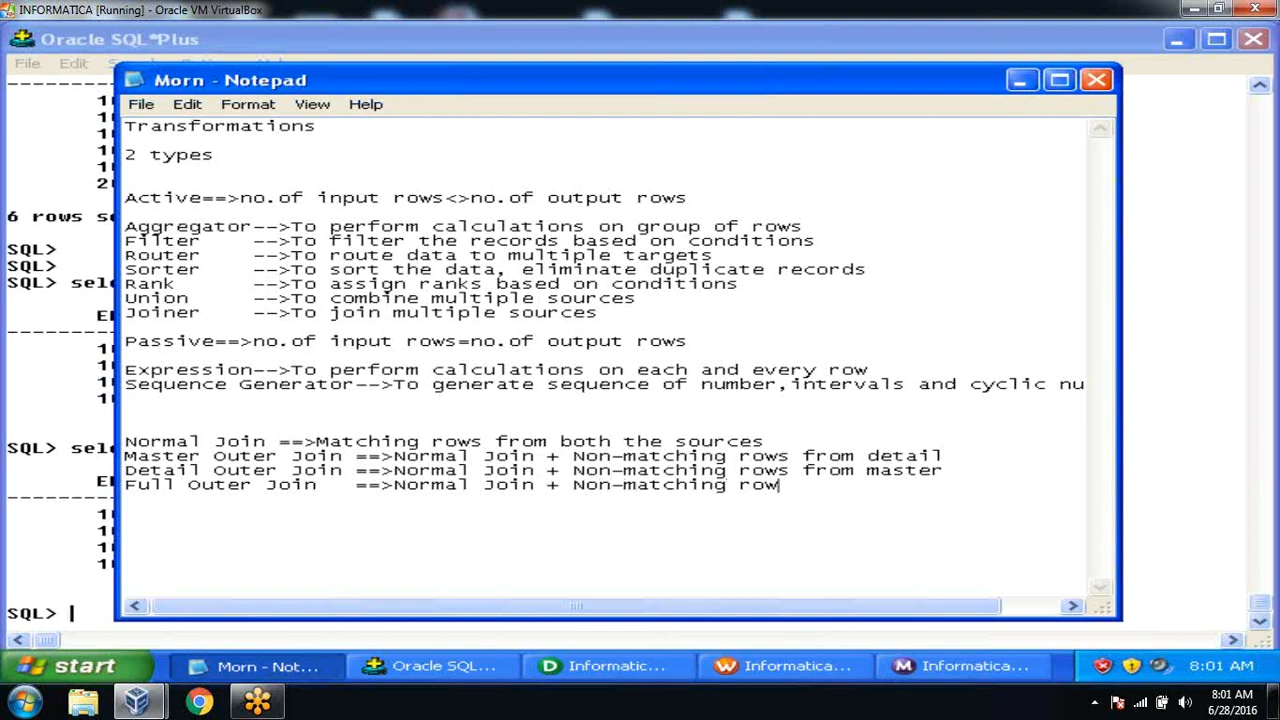 INFORMATICA [Running] - Oracle VM VirtualBox
Oracle SQL*Plus
File Edit
Morn - Notepad
File Edit Format View Help
Transformations
2 types
Active==>no.of input rows<>no.of output rows
Aggregator-->To perform calculations on group of rows
Filter -->To filter the records based on conditions
Router -->To route data to multiple targets
Sorter -->To sort the data, eliminate duplicate records
Rank -->To assign ranks based on conditions
Union -->To combine multiple sources
Joiner -->To join multiple sources
Passive==>no.of input rows=no.of output rows
Expression-->To perform calculations on each and every row
Sequence Generator-->To generate sequence of number,intervals and cyclic nu
Normal Join ==>Matching rows from both the sources
Master Outer Join ==>Normal Join + Non-matching rows from detail
Detail Outer Join ==>Normal Join + Non-matching rows from master
Full Outer Join ==>Normal Join + Non-matching row
6 rows se
SQL>
SQL>
SQL> sele
SQL> sele
SQL>
start
Morn - Not...
Oracle SQL...
Informatic...
Informatica...
Informatica...
8:01 AM
8:01 AM
6/28/2016